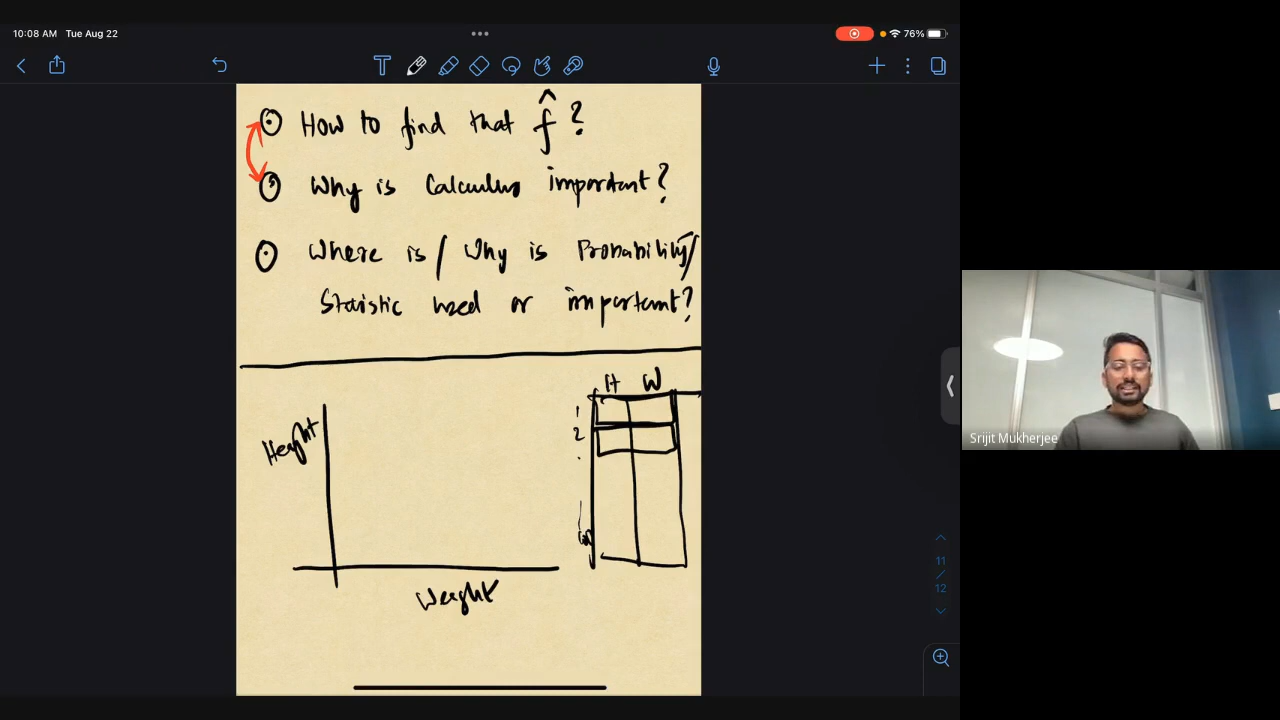 10:08 AM Tue Aug 22
76%
How to find that f̂ ?
Why is Calculus important?
Where is / Why is Probability/
Statistic used or important?
H W
1
2
Height
Weight
Srijit Mukherjee
11
/
12